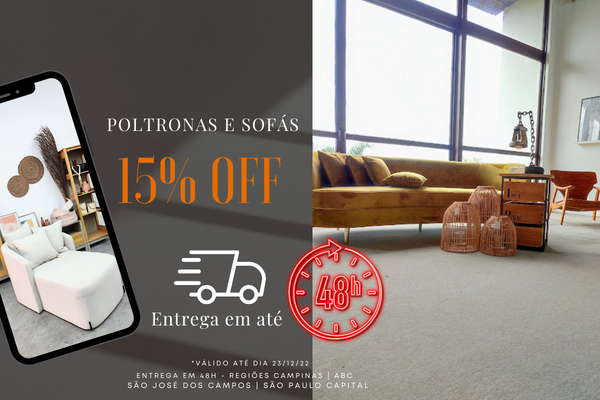 POLTRONAS E SOFÁS
15% OFF
Entrega em até
48h
*VÁLIDO ATÉ DIA 23/12/22
ENTREGA EM 48H - REGIÕES CAMPINAS | ABC
SÃO JOSÉ DOS CAMPOS | SÃO PAULO CAPITAL